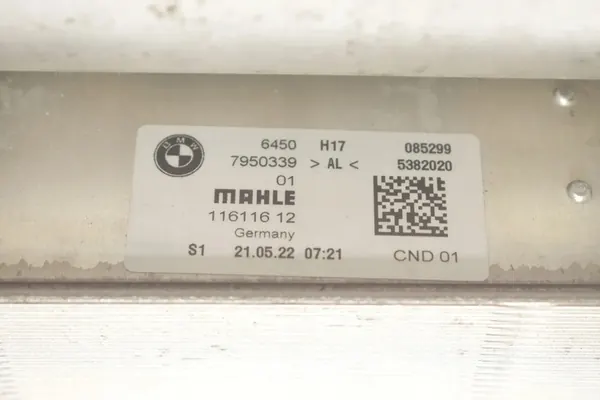 BMW
6450 H17 085299
7950339 > AL < 5382020
01
MAHLE
116116 12
Germany
S1 21.05.22 07:21 CND 01